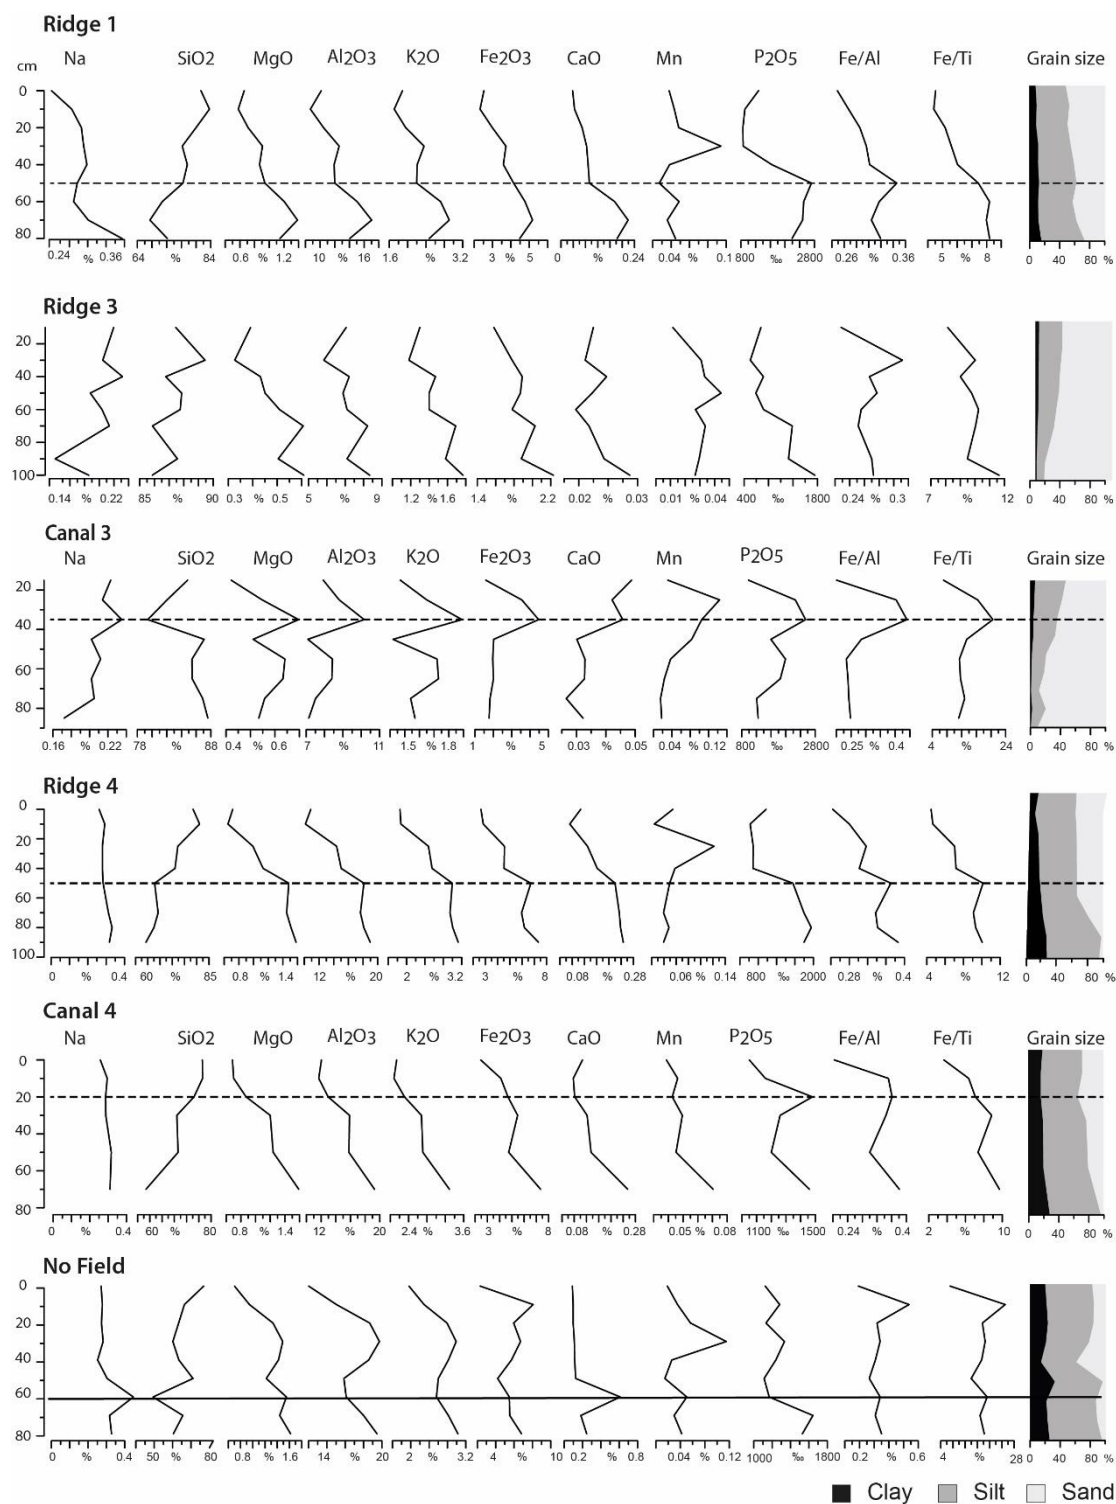 Ridge 1
cm Na SiO2 MgO Al2O3 K2O Fe2O3 CaO Mn P2O5 Fe/Al Fe/Ti Grain size
0
20
40
60
80
0.24 % 0.36 64 % 84 0.6 % 1.2 10 % 16 1.6 % 3.2 3 % 5 0 % 0.24 0.04 % 0.1 800 ‰ 2800 0.26 % 0.36 5 % 8 0 40 80 %
Ridge 3
20
40
60
80
100
0.14 % 0.22 85 % 90 0.3 % 0.5 5 % 9 1.2 % 1.6 1.4 % 2.2 0.02 % 0.03 0.01 % 0.04 400 ‰ 1800 0.24 % 0.3 7 % 12 0 40 80 %
Canal 3
Na SiO2 MgO Al2O3 K2O Fe2O3 CaO Mn P2O5 Fe/Al Fe/Ti Grain size
20
40
60
80
0.16 % 0.22 78 % 88 0.4 % 0.6 7 % 11 1.5 % 1.8 1 % 5 0.03 % 0.05 0.04 % 0.12 800 ‰ 2800 0.25 % 0.4 4 % 24 0 40 80 %
Ridge 4
0
20
40
60
80
100
0 % 0.4 60 % 85 0.8 % 1.4 12 % 20 2 % 3.2 3 % 8 0.08 % 0.28 0.06 % 0.14 800 ‰ 2000 0.28 % 0.4 4 % 12 0 40 80 %
Canal 4
Na SiO2 MgO Al2O3 K2O Fe2O3 CaO Mn P2O5 Fe/Al Fe/Ti Grain size
0
20
40
60
80
0 % 0.4 60 % 80 0.8 % 1.4 12 % 20 2.4 % 3.6 3 % 8 0.08 % 0.28 0.05 % 0.08 1100 ‰ 1500 0.24 % 0.4 2 % 10 0 40 80 %
No Field
0
20
40
60
80
0 % 0.4 50 % 80 0.8 % 1.6 12 % 20 2 % 3.2 4 % 10 0.2 % 0.8 0.04 % 0.12 1000 ‰ 1800 0.2 % 0.6 4 % 28 0 40 80 %
Clay Silt Sand